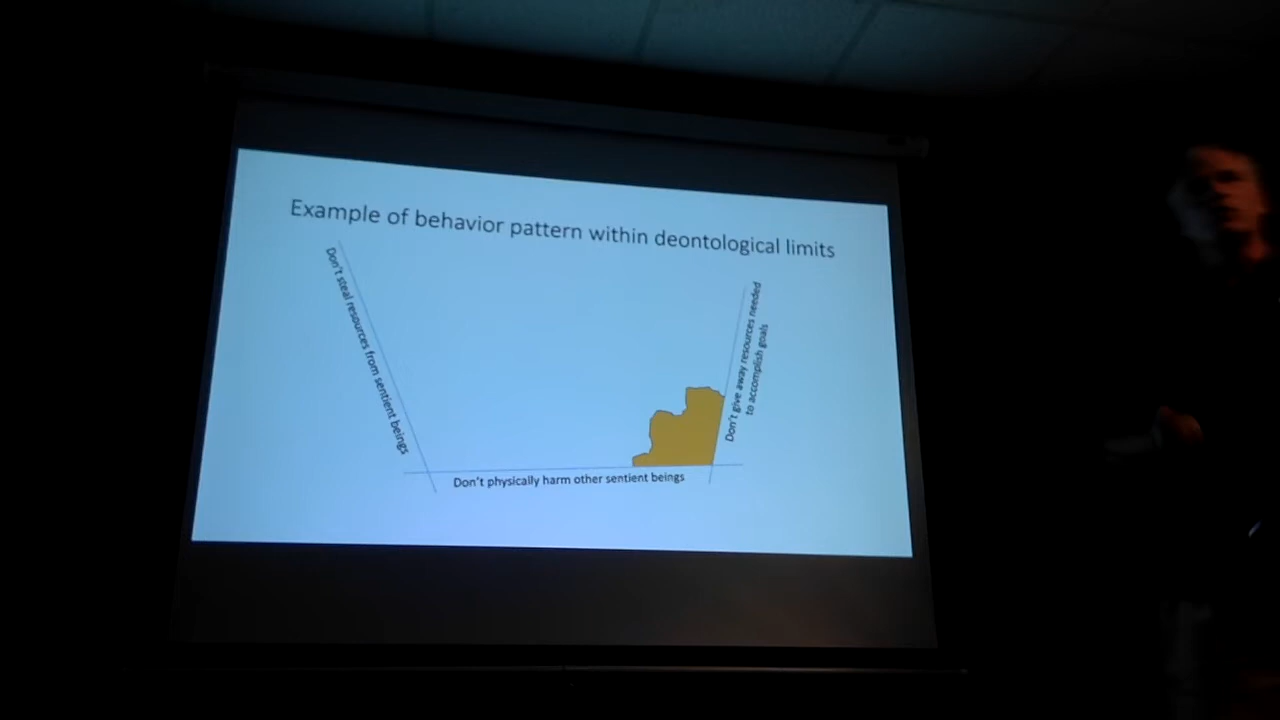 Example of behavior pattern within deontological limits
Don't steal resources from sentient beings
Don't give away resources needed
to accomplish goals
Don't physically harm other sentient beings